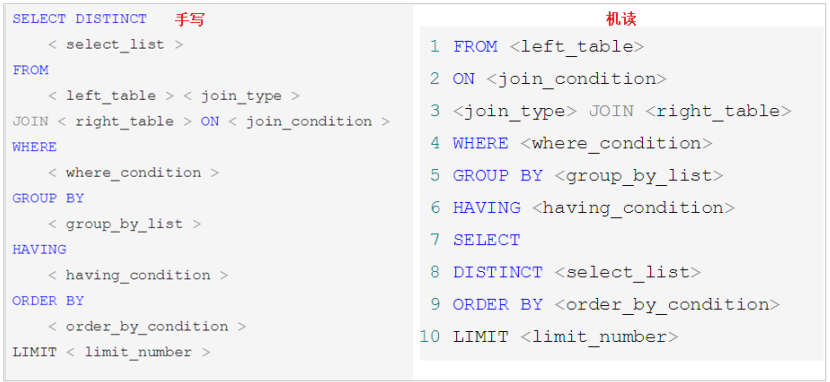 SELECT DISTINCT 手写
< select_list >
FROM
< left_table > < join_type >
JOIN < right_table > ON < join_condition >
WHERE
< where_condition >
GROUP BY
< group_by_list >
HAVING
< having_condition >
ORDER BY
< order_by_condition >
LIMIT < limit_number >
机读
1 FROM <left_table>
2 ON <join_condition>
3 <join_type> JOIN <right_table>
4 WHERE <where_condition>
5 GROUP BY <group_by_list>
6 HAVING <having_condition>
7 SELECT
8 DISTINCT <select_list>
9 ORDER BY <order_by_condition>
10 LIMIT <limit_number>